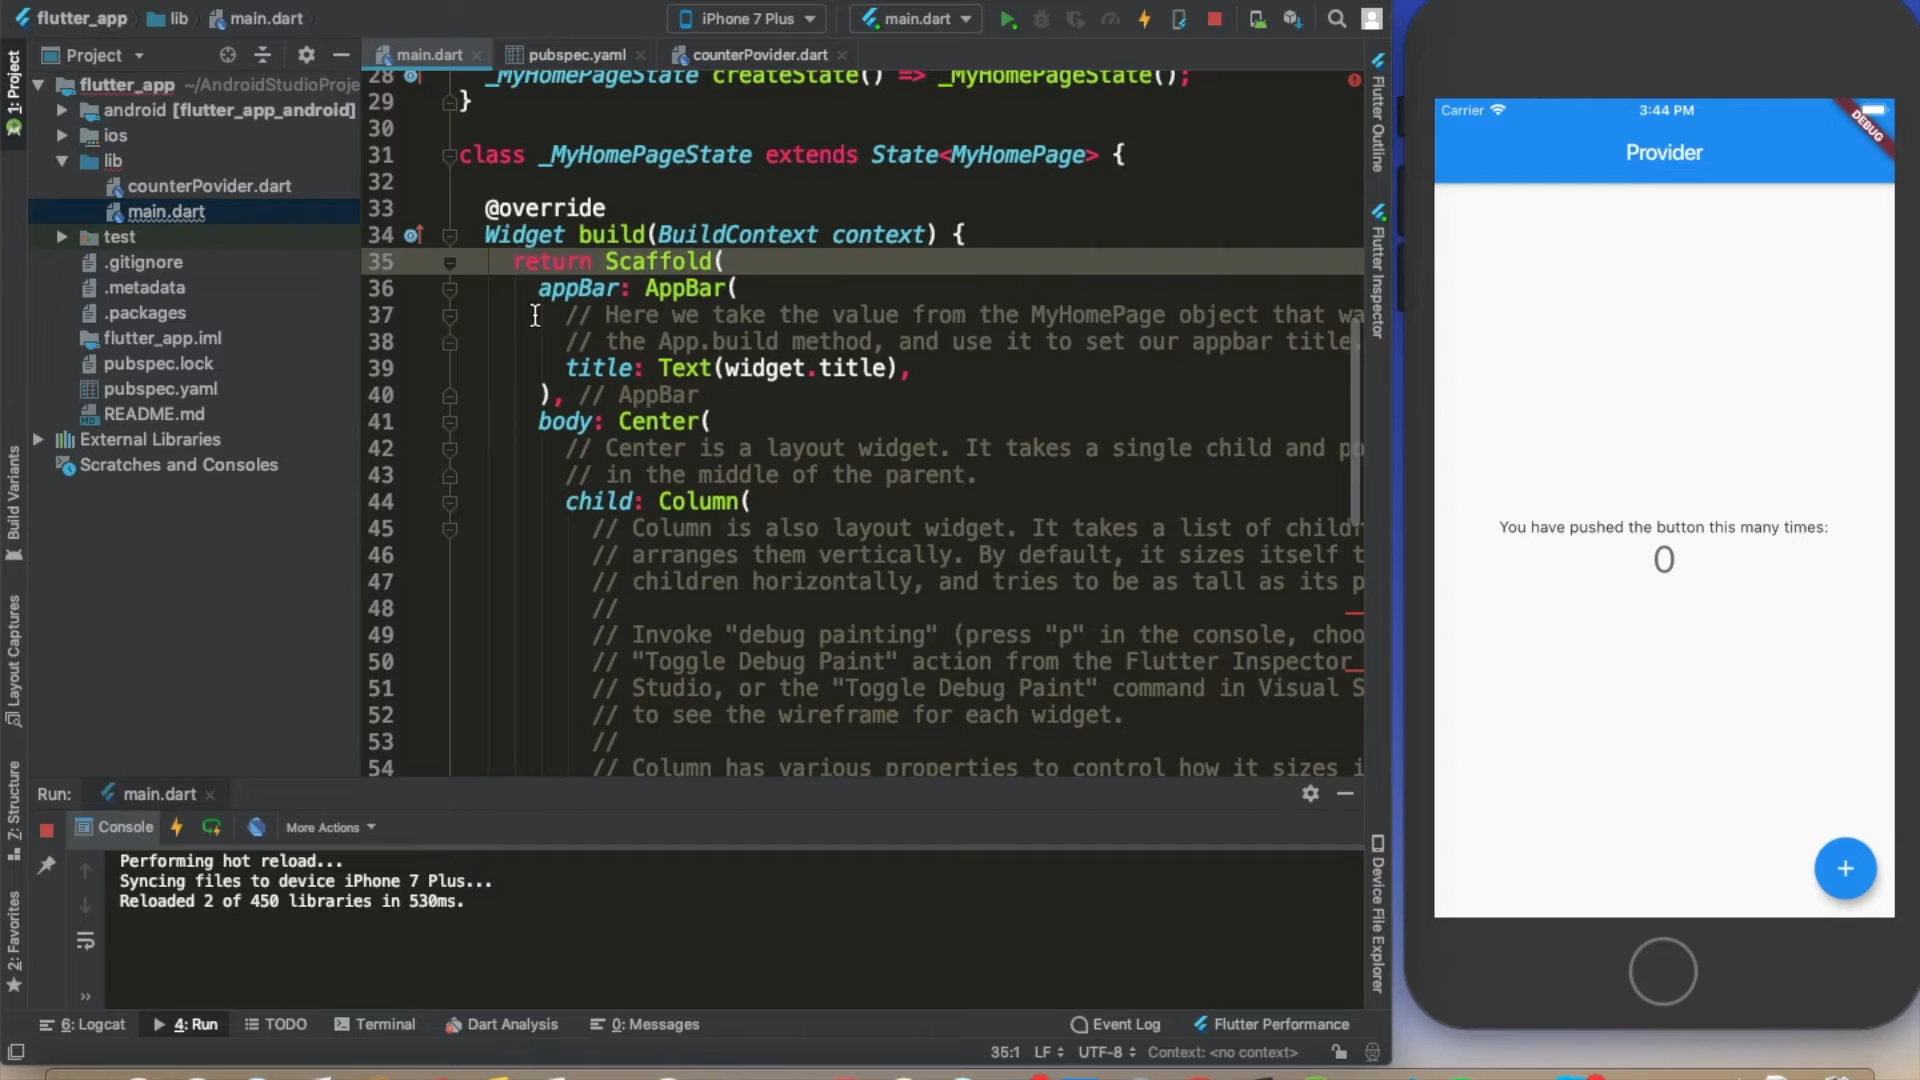 flutter_app
lib
main.dart
iPhone 7 Plus
main.dart
Project
main.dart
pubspec.yaml
counterPovider.dart
1: Project
Build Variants
Layout Captures
7: Structure
2: Favorites
flutter_app ~/AndroidStudioProje
android [flutter_app_android]
ios
lib
counterPovider.dart
main.dart
test
.gitignore
.metadata
.packages
flutter_app.iml
pubspec.lock
pubspec.yaml
README.md
External Libraries
Scratches and Consoles
28 _MyHomePageState createState() => _MyHomePageState();
29 }
30
31 class _MyHomePageState extends State<MyHomePage> {
32
33 @override
34 Widget build(BuildContext context) {
35 return Scaffold(
36 appBar: AppBar(
37 // Here we take the value from the MyHomePage object that wa
38 // the App.build method, and use it to set our appbar title.
39 title: Text(widget.title),
40 ), // AppBar
41 body: Center(
42 // Center is a layout widget. It takes a single child and po
43 // in the middle of the parent.
44 child: Column(
45 // Column is also layout widget. It takes a list of childr
46 // arranges them vertically. By default, it sizes itself t
47 // children horizontally, and tries to be as tall as its p
48 //
49 // Invoke "debug painting" (press "p" in the console, choo
50 // "Toggle Debug Paint" action from the Flutter Inspector
51 // Studio, or the "Toggle Debug Paint" command in Visual S
52 // to see the wireframe for each widget.
53 //
54 // Column has various properties to control how it sizes i
Flutter Outline
Flutter Inspector
Device File Explorer
Run:
main.dart
Console
More Actions
Performing hot reload...
Syncing files to device iPhone 7 Plus...
Reloaded 2 of 450 libraries in 530ms.
6: Logcat
4: Run
TODO
Terminal
Dart Analysis
0: Messages
Event Log
Flutter Performance
35:1
LF
UTF-8
Context: <no context>
Carrier
3:44 PM
DEBUG
Provider
You have pushed the button this many times:
0
+